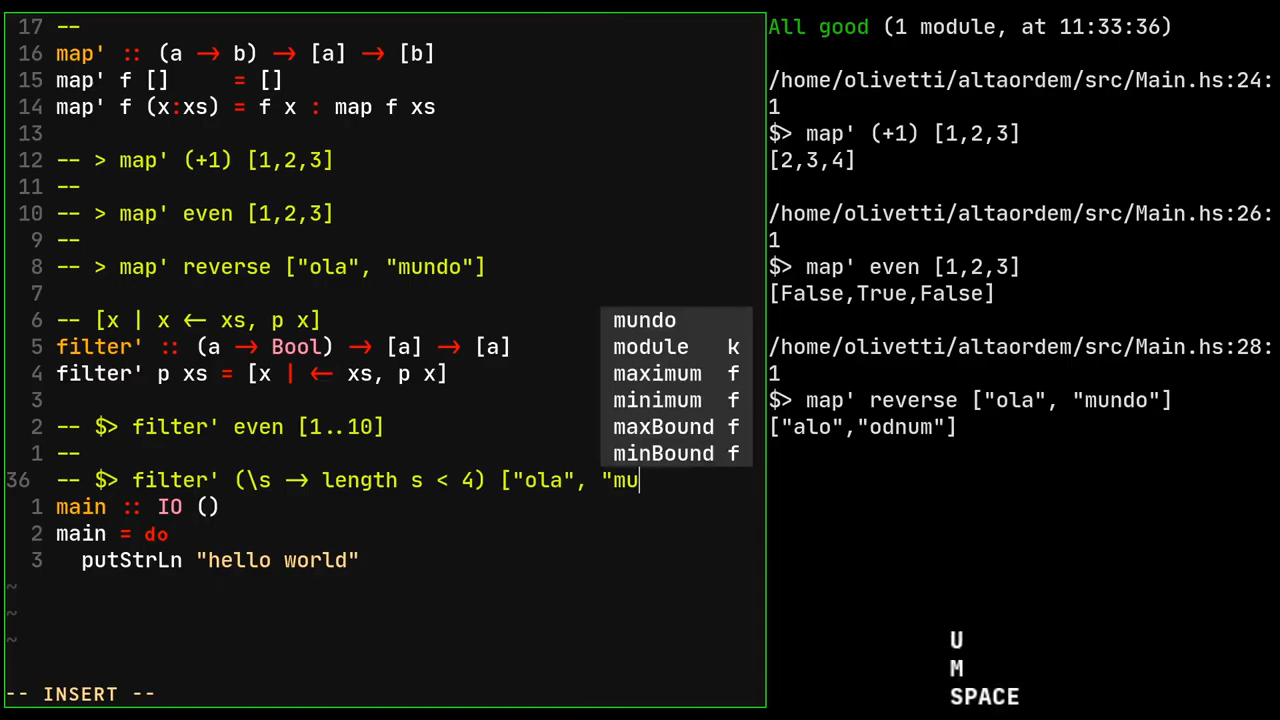 17 --
16 map' :: (a -> b) -> [a] -> [b]
15 map' f []     = []
14 map' f (x:xs) = f x : map f xs
13
12 -- > map' (+1) [1,2,3]
11 --
10 -- > map' even [1,2,3]
9 --
8 -- > map' reverse ["ola", "mundo"]
7
6 -- [x | x <- xs, p x]
5 filter' :: (a -> Bool) -> [a] -> [a]
4 filter' p xs = [x | <- xs, p x]
3
2 -- $> filter' even [1..10]
1 --
36 -- $> filter' (\s -> length s < 4) ["ola", "mu
1 main :: IO ()
2 main = do
3   putStrLn "hello world"
~
~
~
-- INSERT --
mundo
module k
maximum f
minimum f
maxBound f
minBound f
All good (1 module, at 11:33:36)
/home/olivetti/altaordem/src/Main.hs:24:
1
$> map' (+1) [1,2,3]
[2,3,4]
/home/olivetti/altaordem/src/Main.hs:26:
1
$> map' even [1,2,3]
[False,True,False]
/home/olivetti/altaordem/src/Main.hs:28:
1
$> map' reverse ["ola", "mundo"]
["alo","odnum"]
U
M
SPACE